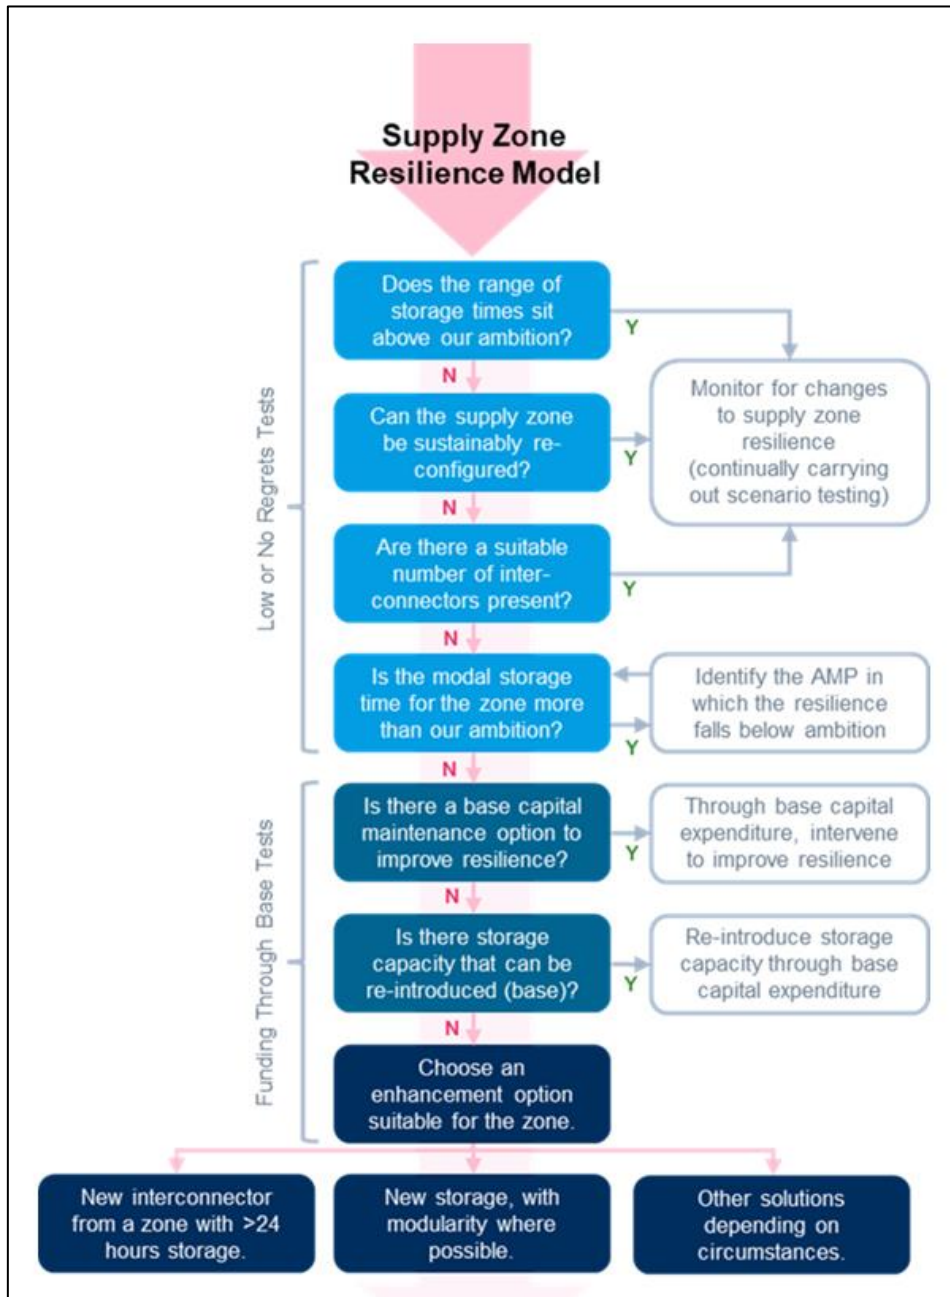 Supply Zone
Resilience Model
Low or No Regrets Tests
Does the range of
storage times sit
above our ambition?
Y
N
Monitor for changes
to supply zone
resilience
(continually carrying
out scenario testing)
Can the supply zone
be sustainably re-
configured?
Y
N
Are there a suitable
number of inter-
connectors present?
Y
N
Is the modal storage
time for the zone more
than our ambition?
Y
N
Identify the AMP in
which the resilience
falls below ambition
Funding Through Base Tests
Is there a base capital
maintenance option to
improve resilience?
Y
N
Through base capital
expenditure, intervene
to improve resilience
Is there storage
capacity that can be
re-introduced (base)?
Y
N
Re-introduce storage
capacity through base
capital expenditure
Choose an
enhancement option
suitable for the zone.
New interconnector
from a zone with >24
hours storage.
New storage, with
modularity where
possible.
Other solutions
depending on
circumstances.